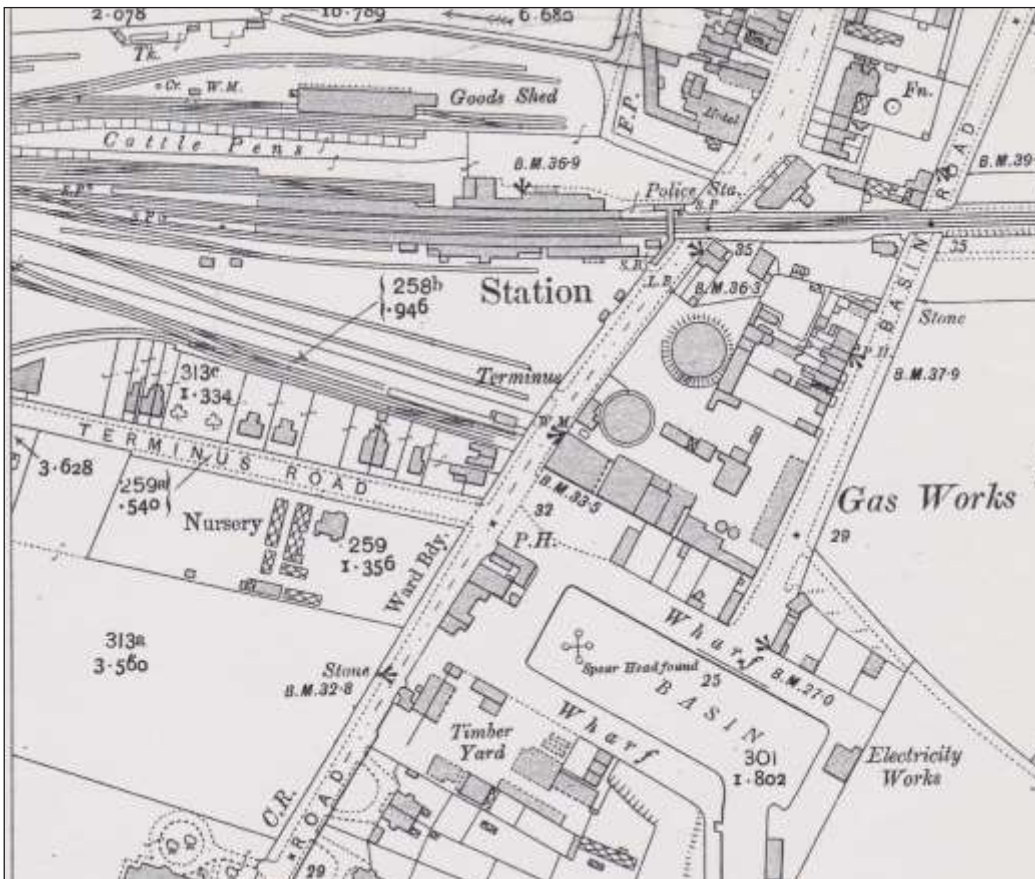 2·078
10·789
6·680
Tk.
Cr.
W.M.
Goods Shed
F.P.
Hotel
Fn.
Cattle Pens
B.M.36·9
Police Sta.
S.P.
ROAD
B.M.39·
S.P.s
S.B.
L.B.
35
B.M.36·3
35
258b
·946
Station
BASIN
Stone
P.H.
B.M.37·9
313c
1·334
Terminus
W.M.
TERMINUS ROAD
3·628
259a
·540
Nursery
259
1·356
B.M.33·5
32
P.H.
Gas Works
29
Ward Bdy.
Wharf
313a
3·560
Stone
B.M.32·8
Spear Head found
25
B.M.27·0
BASIN
Wharf
Timber
Yard
301
1·802
Electricity
Works
C.R.
ROAD
29